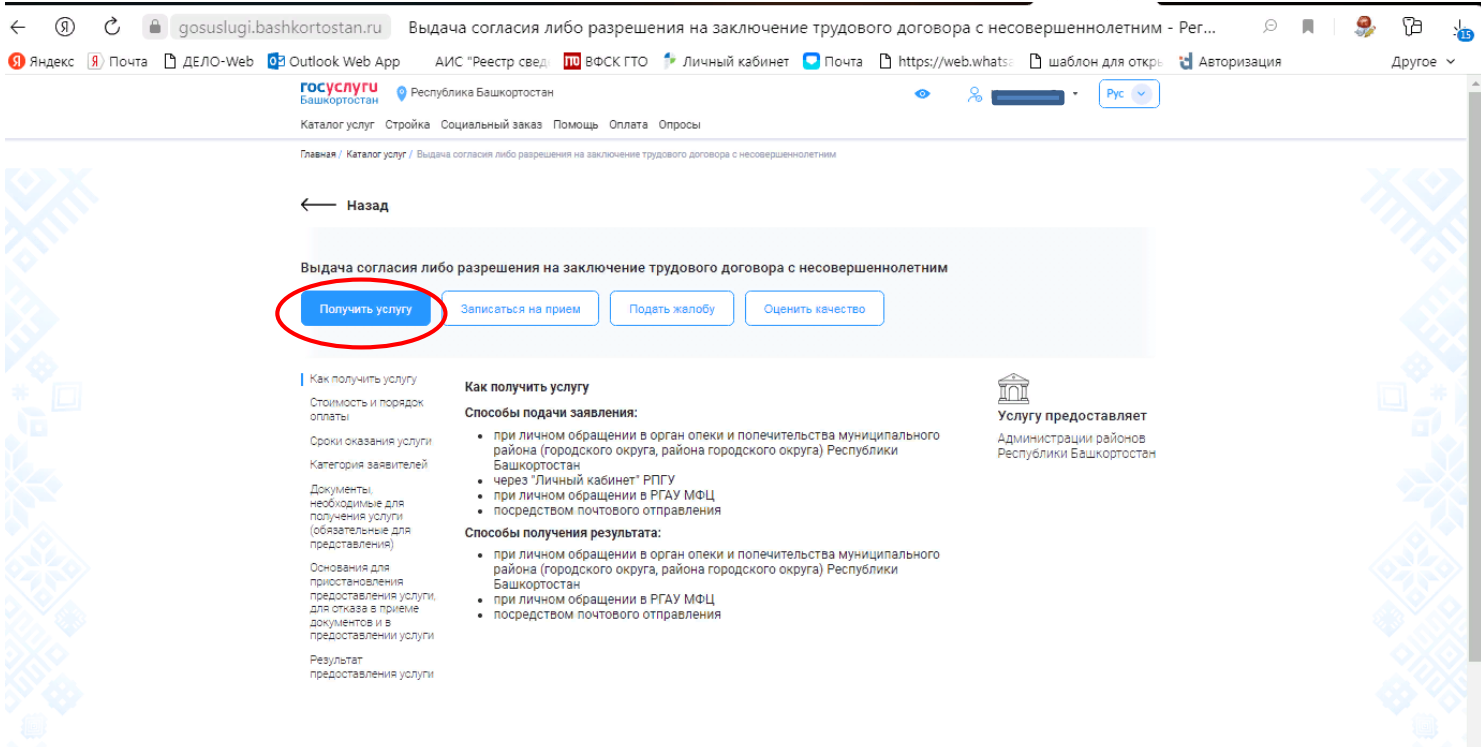 gosuslugi.bashkortostan.ru Выдача согласия либо разрешения на заключение трудового договора с несовершеннолетним - Рег...
15
Яндекс Почта ДЕЛО-Web Outlook Web App АИС "Реестр свед ВФСК ГТО Личный кабинет Почта https://web.whatsa шаблон для откры Авторизация Другое
госуслуги
Башкортостан
Республика Башкортостан
Рус
Каталог услуг Стройка Социальный заказ Помощь Оплата Опросы
Главная / Каталог услуг / Выдача согласия либо разрешения на заключение трудового договора с несовершеннолетним
Назад
Выдача согласия либо разрешения на заключение трудового договора с несовершеннолетним
Получить услугу Записаться на прием Подать жалобу Оценить качество
Как получить услугу
Стоимость и порядок
оплаты
Сроки оказания услуги
Категория заявителей
Документы,
необходимые для
получения услуги
(обязательные для
представления)
Основания для
приостановления
предоставления услуги,
для отказа в приеме
документов и в
предоставлении услуги
Результат
предоставления услуги
Как получить услугу
Способы подачи заявления:
• при личном обращении в орган опеки и попечительства муниципального
района (городского округа, района городского округа) Республики
Башкортостан
• через "Личный кабинет" РПГУ
• при личном обращении в РГАУ МФЦ
• посредством почтового отправления
Способы получения результата:
• при личном обращении в орган опеки и попечительства муниципального
района (городского округа, района городского округа) Республики
Башкортостан
• при личном обращении в РГАУ МФЦ
• посредством почтового отправления
Услугу предоставляет
Администрации районов
Республики Башкортостан